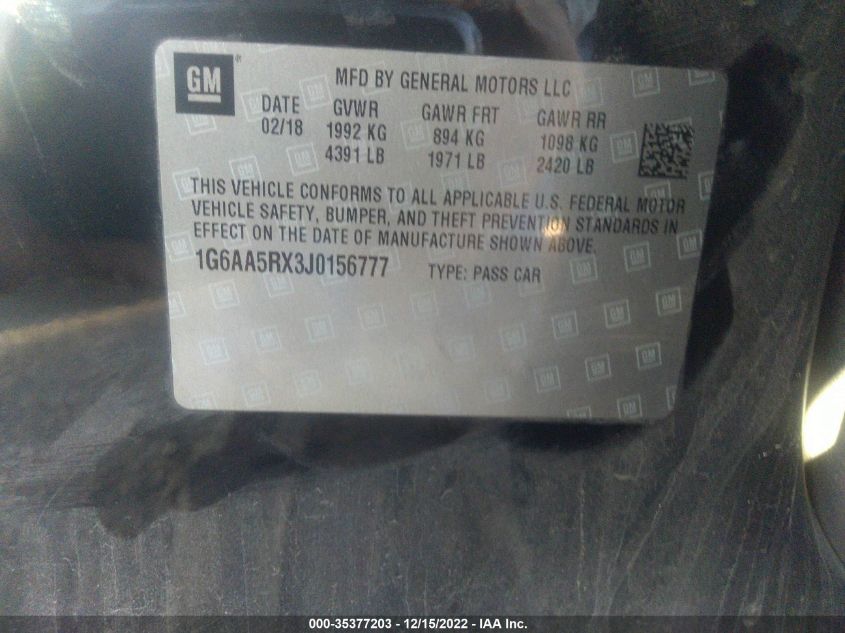 GM
MFD BY GENERAL MOTORS LLC
DATE GVWR GAWR FRT GAWR RR
02/18 1992 KG 894 KG 1098 KG
4391 LB 1971 LB 2420 LB
THIS VEHICLE CONFORMS TO ALL APPLICABLE U.S. FEDERAL MOTOR
VEHICLE SAFETY, BUMPER, AND THEFT PREVENTION STANDARDS IN
EFFECT ON THE DATE OF MANUFACTURE SHOWN ABOVE.
1G6AA5RX3J0156777 TYPE: PASS CAR
000-35377203 - 12/15/2022 - IAA Inc.